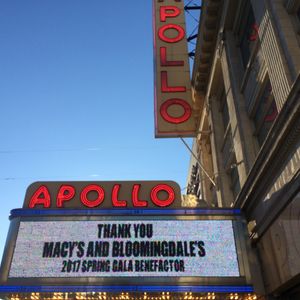 APOLLO
APOLLO
THANK YOU
MACY'S AND BLOOMINGDALE'S
2017 SPRING GALA BENEFACTOR